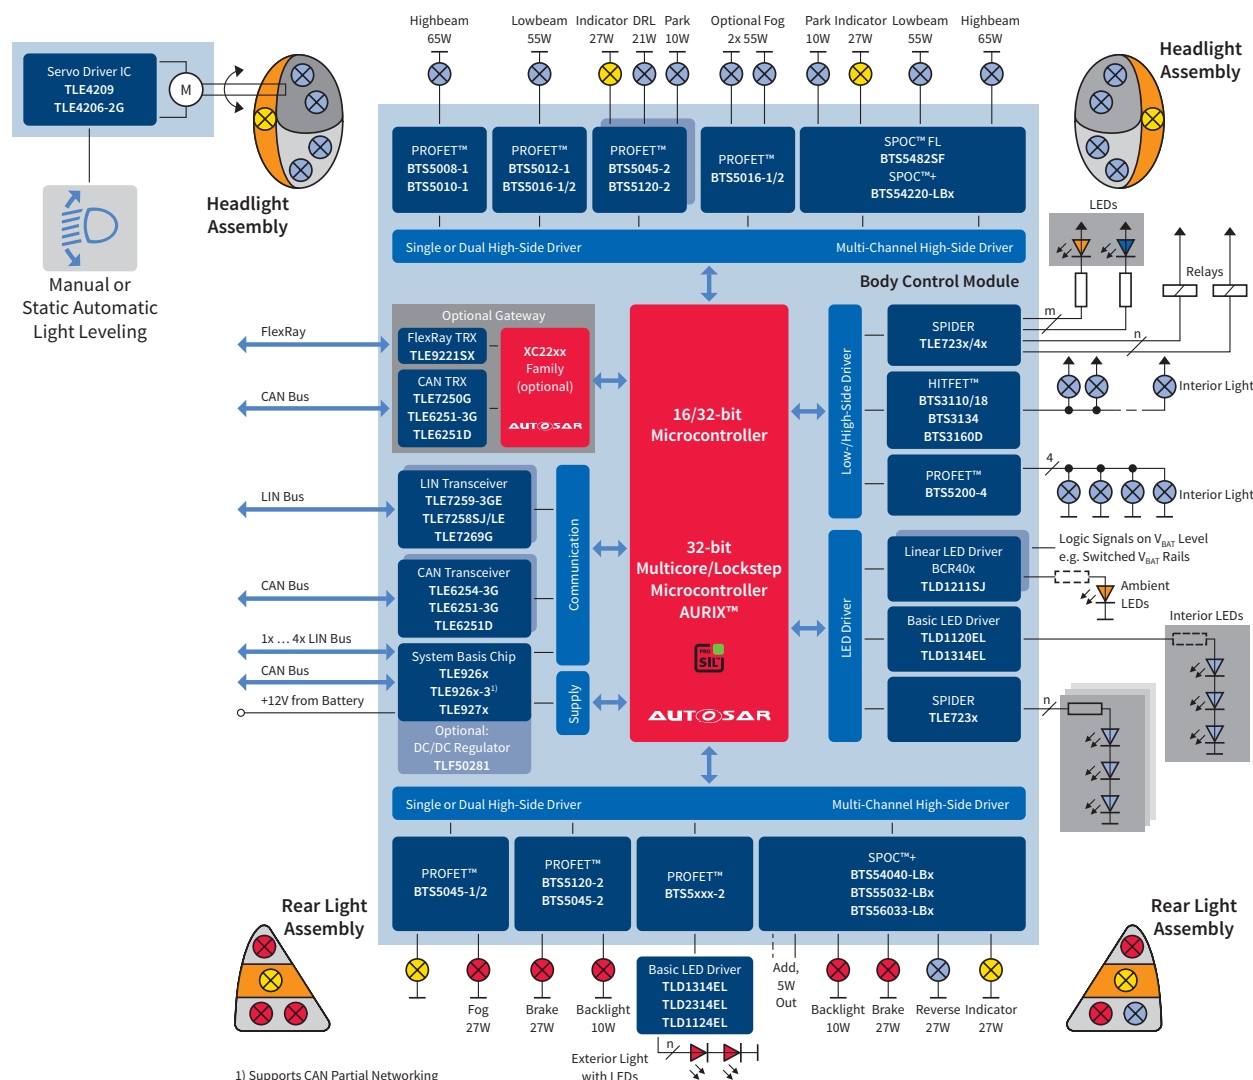 Highbeam
65W
Lowbeam
55W
Indicator
27W
DRL
21W
Park
10W
Optional Fog
2x 55W
Park
10W
Indicator
27W
Lowbeam
55W
Highbeam
65W
Servo Driver IC
TLE4209
TLE4206-2G
M
Headlight
Assembly
Headlight
Assembly
Manual or
Static Automatic
Light Leveling
PROFET™
BTS5008-1
BTS5010-1
PROFET™
BTS5012-1
BTS5016-1/2
PROFET™
BTS5045-2
BTS5120-2
PROFET™
BTS5016-1/2
SPOC™ FL
BTS5482SF
SPOC™+
BTS54220-LBx
Single or Dual High-Side Driver
Multi-Channel High-Side Driver
Body Control Module
LEDs
Relays
m
n
Optional Gateway
FlexRay
FlexRay TRX
TLE9221SX
CAN Bus
CAN TRX
TLE7250G
TLE6251-3G
TLE6251D
XC22xx
Family
(optional)
AUTOSAR
16/32-bit
Microcontroller
32-bit
Multicore/Lockstep
Microcontroller
AURIX™
PRO
SIL
AUTOSAR
Low-/High-Side Driver
SPIDER
TLE723x/4x
HITFET™
BTS3110/18
BTS3134
BTS3160D
Interior Light
PROFET™
BTS5200-4
4
Interior Light
LIN Bus
LIN Transceiver
TLE7259-3GE
TLE7258SJ/LE
TLE7269G
CAN Bus
CAN Transceiver
TLE6254-3G
TLE6251-3G
TLE6251D
Communication
1x … 4x LIN Bus
CAN Bus
+12V from Battery
System Basis Chip
TLE926x
TLE926x-31)
TLE927x
Supply
Optional:
DC/DC Regulator
TLF50281
LED Driver
Linear LED Driver
BCR40x
TLD1211SJ
Logic Signals on VBAT Level
e.g. Switched VBAT Rails
Ambient
LEDs
Basic LED Driver
TLD1120EL
TLD1314EL
Interior LEDs
SPIDER
TLE723x
n
Single or Dual High-Side Driver
Multi-Channel High-Side Driver
PROFET™
BTS5045-1/2
PROFET™
BTS5120-2
BTS5045-2
PROFET™
BTS5xxx-2
SPOC™+
BTS54040-LBx
BTS55032-LBx
BTS56033-LBx
Rear Light
Assembly
Rear Light
Assembly
Fog
27W
Brake
27W
Backlight
10W
Basic LED Driver
TLD1314EL
TLD2314EL
TLD1124EL
n
Exterior Light
with LEDs
Add,
5W
Out
Backlight
10W
Brake
27W
Reverse
27W
Indicator
27W
1) Supports CAN Partial Networking